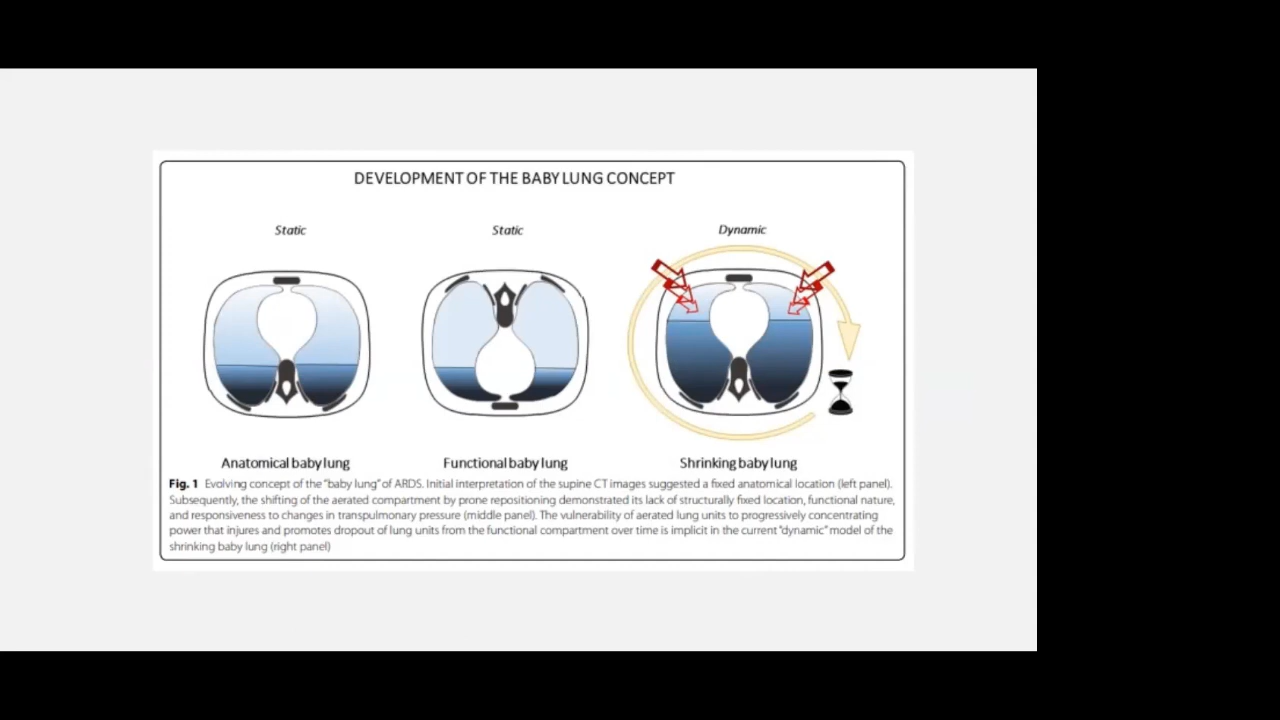 DEVELOPMENT OF THE BABY LUNG CONCEPT
Static
Static
Dynamic
Anatomical baby lung
Functional baby lung
Shrinking baby lung
Fig. 1 Evolving concept of the "baby lung" of ARDS. Initial interpretation of the supine CT images suggested a fixed anatomical location (left panel).
Subsequently, the shifting of the aerated compartment by prone repositioning demonstrated its lack of structurally fixed location, functional nature,
and responsiveness to changes in transpulmonary pressure (middle panel). The vulnerability of aerated lung units to progressively concentrating
power that injures and promotes dropout of lung units from the functional compartment over time is implicit in the current "dynamic" model of the
shrinking baby lung (right panel)